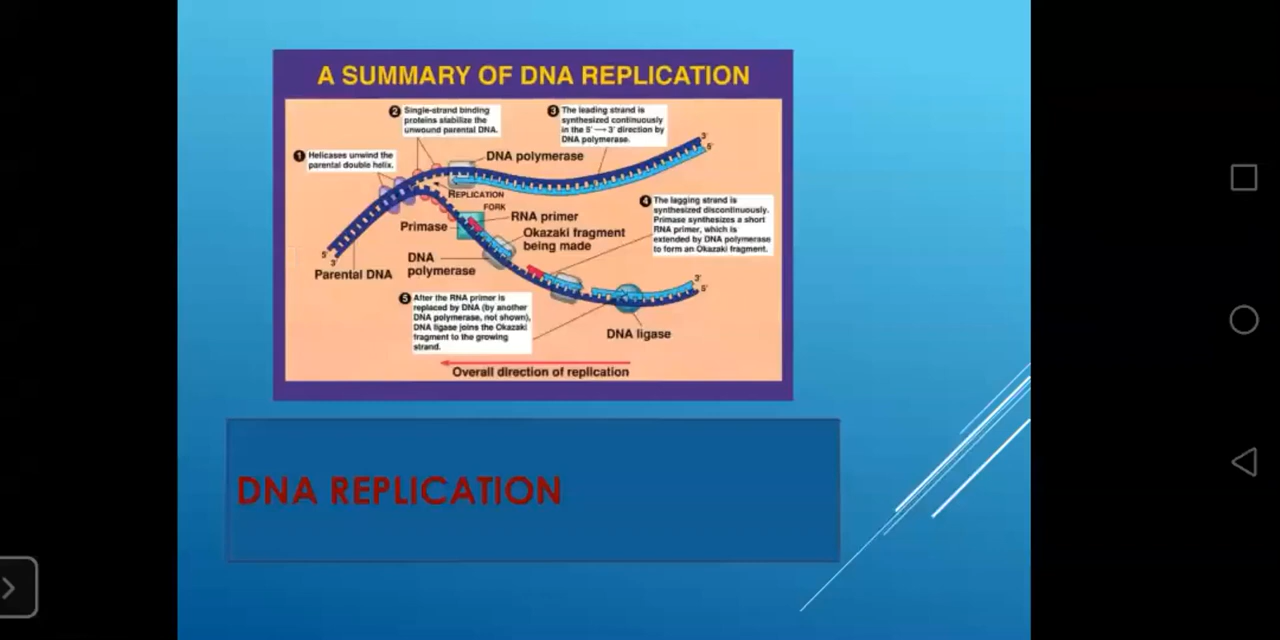 A SUMMARY OF DNA REPLICATION
2 Single-strand binding
proteins stabilize the
unwound parental DNA.
3 The leading strand is
synthesized continuously
in the 5' → 3' direction by
DNA polymerase.
3'
5'
1 Helicases unwind the
parental double helix.
DNA polymerase
REPLICATION
FORK
4 The lagging strand is
synthesized discontinuously.
Primase synthesizes a short
RNA primer, which is
extended by DNA polymerase
to form an Okazaki fragment.
Primase
RNA primer
Okazaki fragment
being made
5'
3'
Parental DNA
DNA
polymerase
3'
5'
5 After the RNA primer is
replaced by DNA (by another
DNA polymerase, not shown),
DNA ligase joins the Okazaki
fragment to the growing
strand.
DNA ligase
Overall direction of replication
DNA REPLICATION